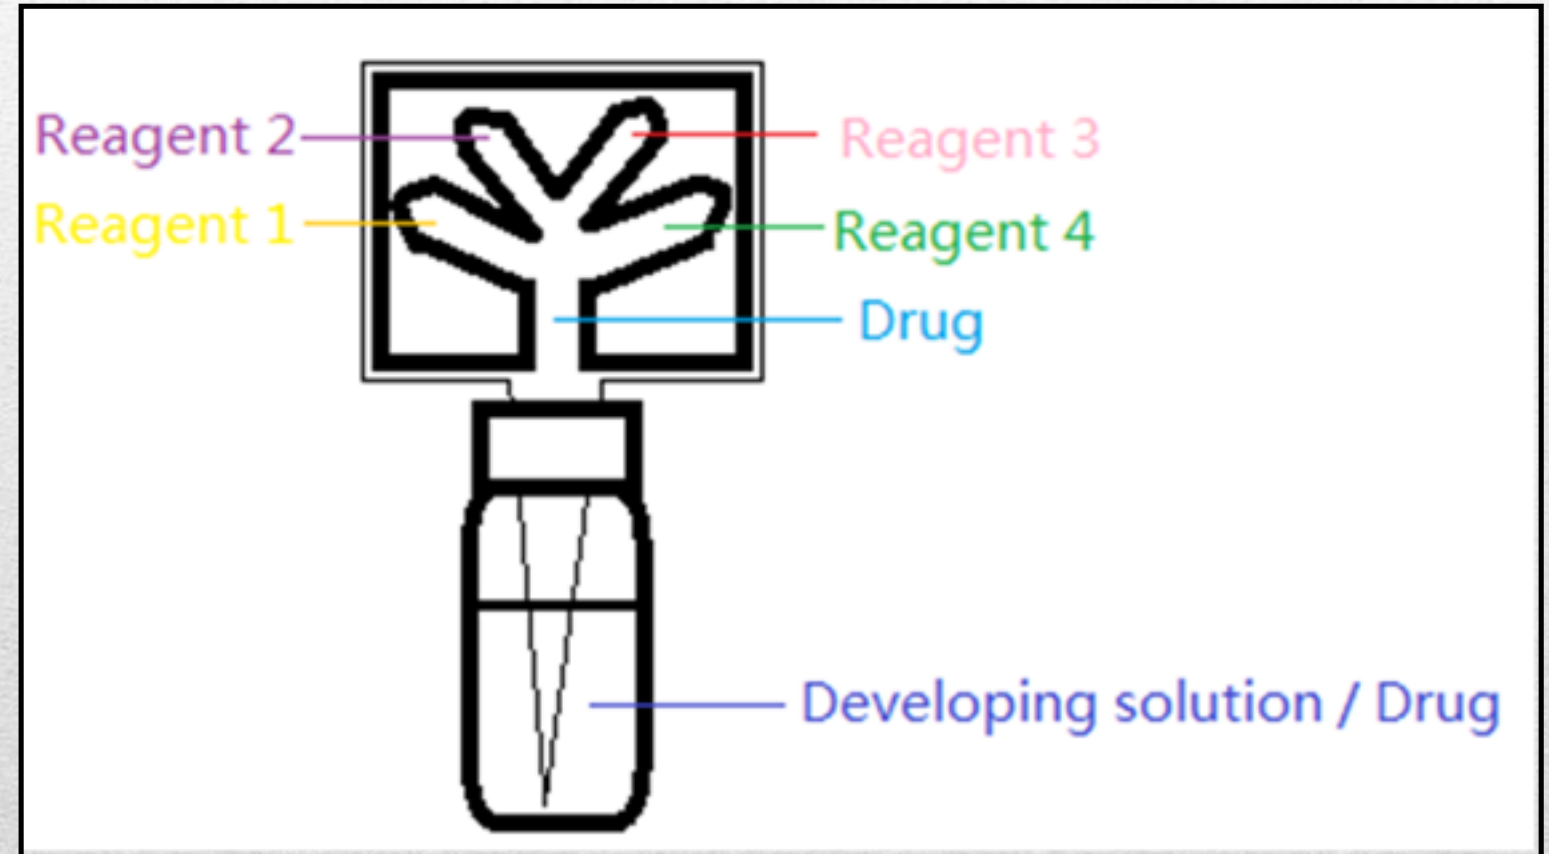 Reagent 2
Reagent 3
Reagent 1
Reagent 4
Drug
Developing solution / Drug